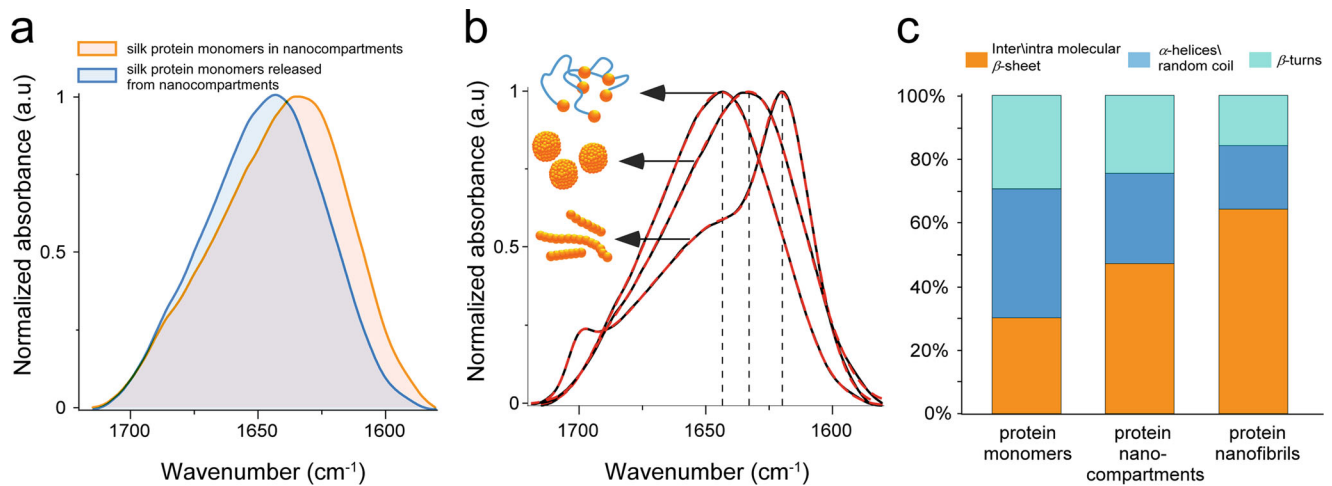 a
silk protein monomers in nanocompartments
silk protein monomers released
from nanocompartments
Normalized absorbance (a.u)
1
0.5
0
1700
1650
1600
Wavenumber (cm⁻¹)
b
Normalized absorbance (a.u)
1
0.5
0
1700
1650
1600
Wavenumber (cm⁻¹)
c
Inter\intra molecular
β-sheet
α-helices\
random coil
β-turns
100%
80%
60%
40%
20%
0%
protein
monomers
protein
nano-
compartments
protein
nanofibrils